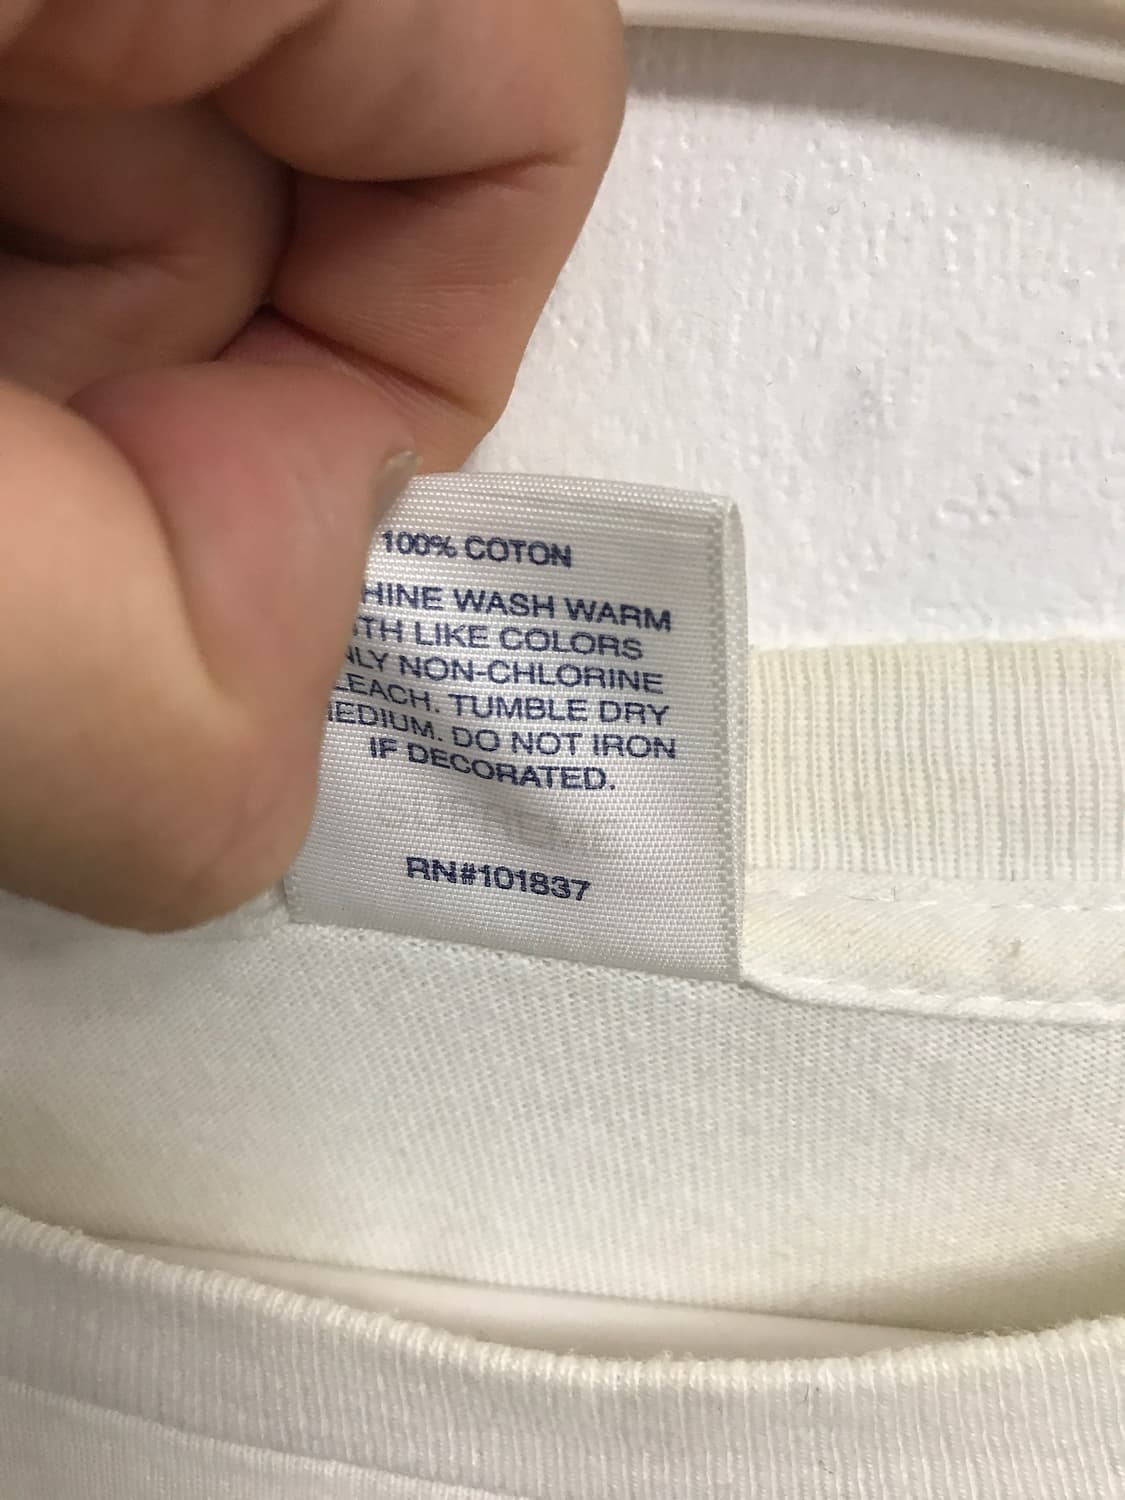 100% COTON
HINE WASH WARM
TH LIKE COLORS
NLY NON-CHLORINE
LEACH. TUMBLE DRY
EDIUM. DO NOT IRON
IF DECORATED.
RN#101837